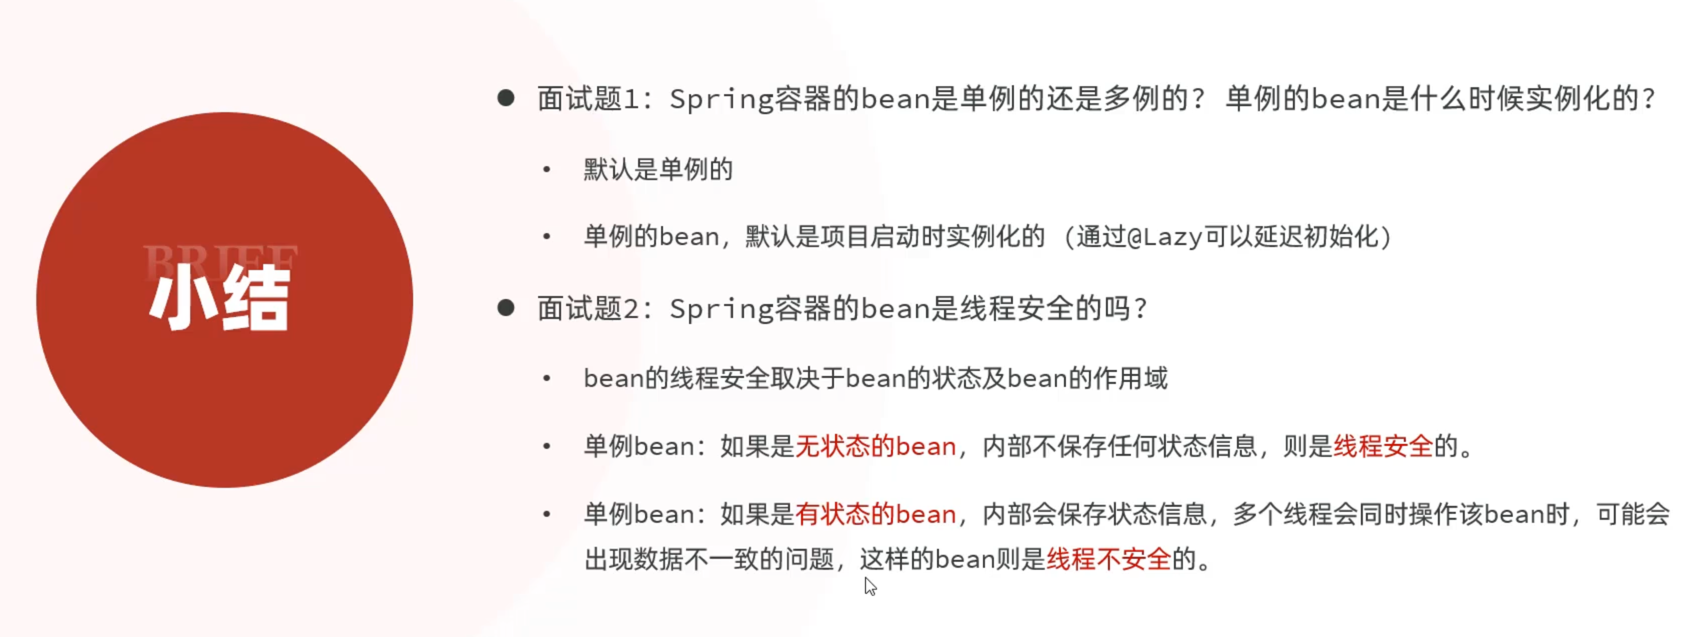 BRIEF
小结
● 面试题1：Spring容器的bean是单例的还是多例的？ 单例的bean是什么时候实例化的？
• 默认是单例的
• 单例的bean，默认是项目启动时实例化的 （通过@Lazy可以延迟初始化）
● 面试题2：Spring容器的bean是线程安全的吗？
• bean的线程安全取决于bean的状态及bean的作用域
• 单例bean：如果是无状态的bean，内部不保存任何状态信息，则是线程安全的。
• 单例bean：如果是有状态的bean，内部会保存状态信息，多个线程会同时操作该bean时，可能会
出现数据不一致的问题，这样的bean则是线程不安全的。